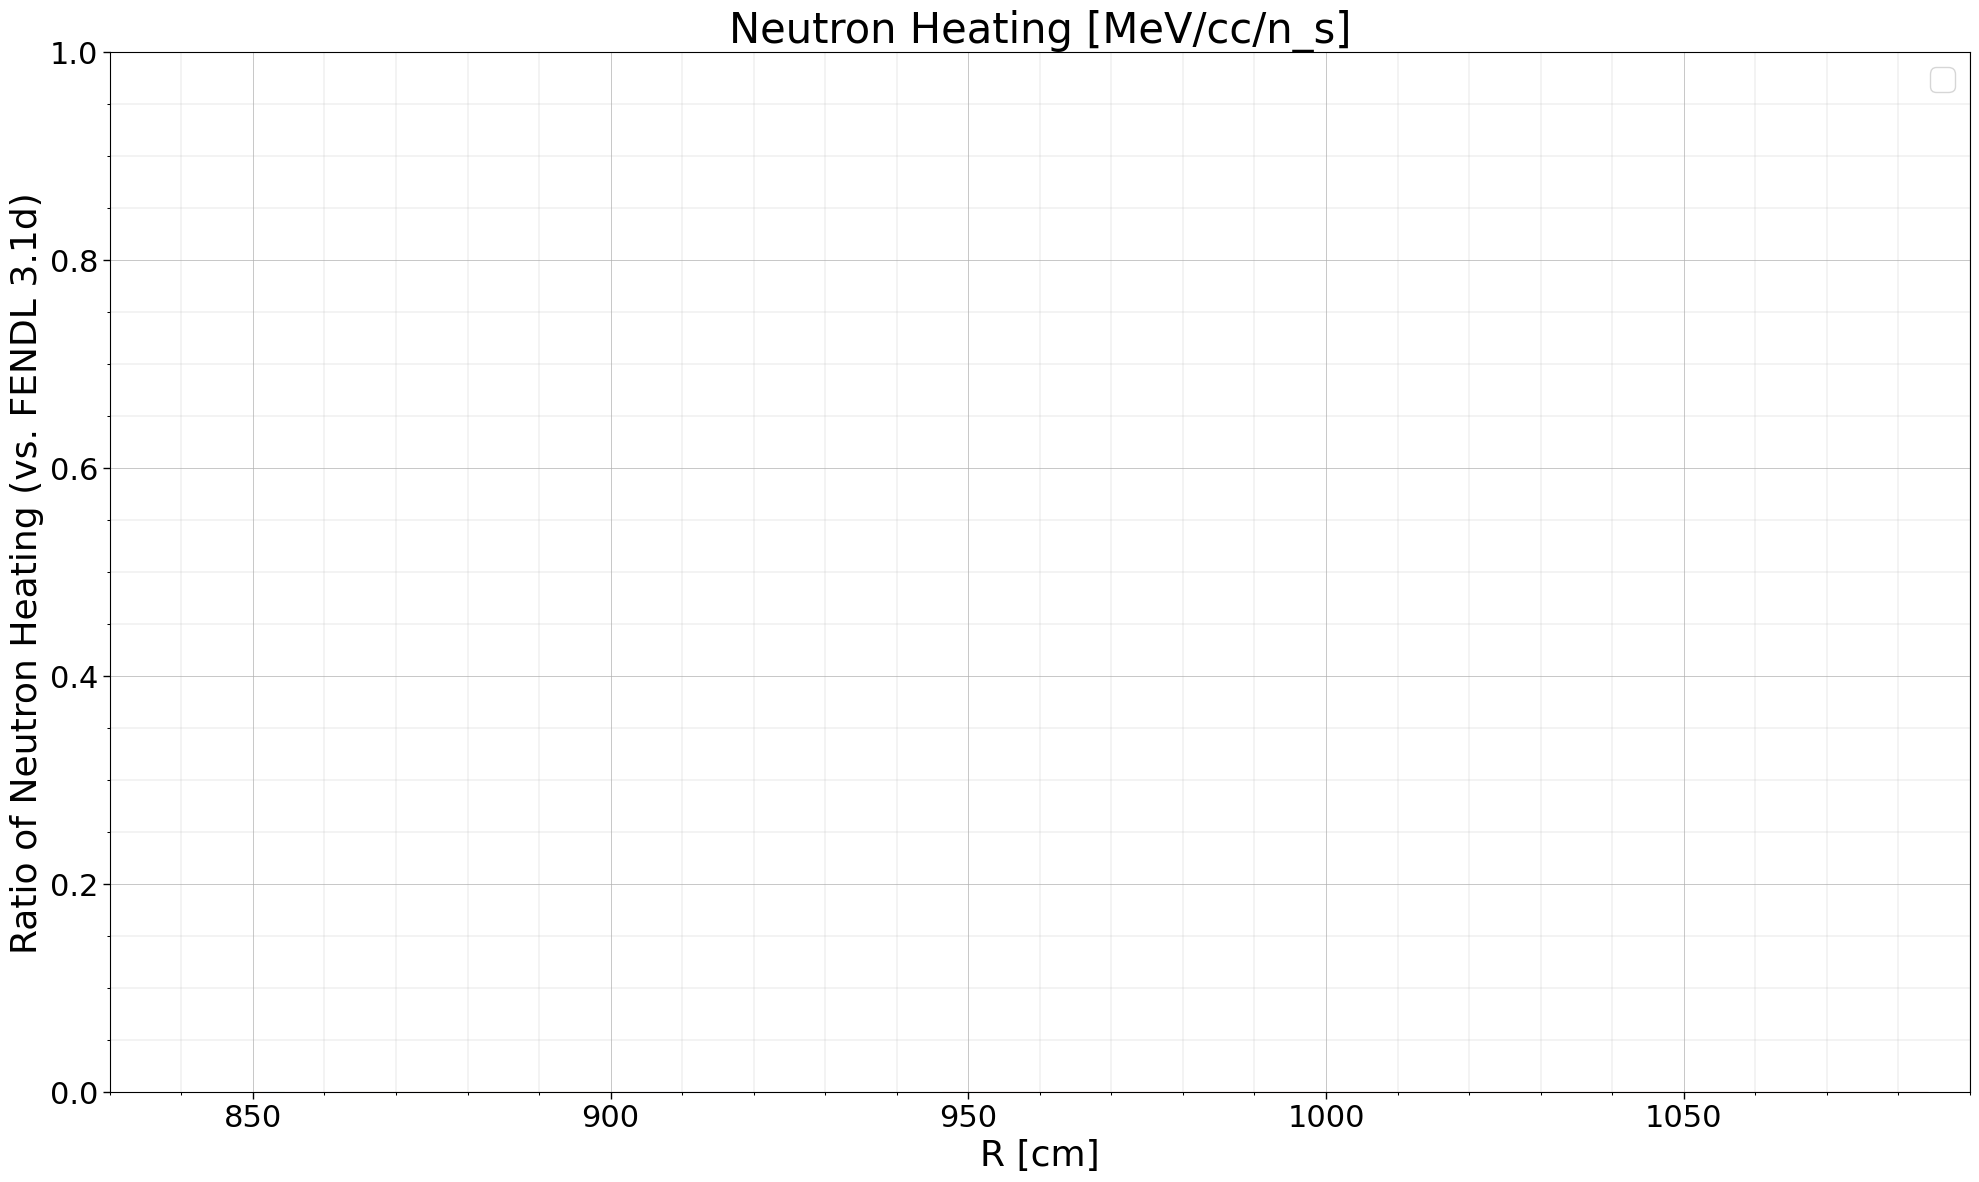 Neutron Heating [MeV/cc/n_s]
Ratio of Neutron Heating (vs. FENDL 3.1d)
1.0
0.8
0.6
0.4
0.2
0.0
850 900 950 1000 1050
R [cm]